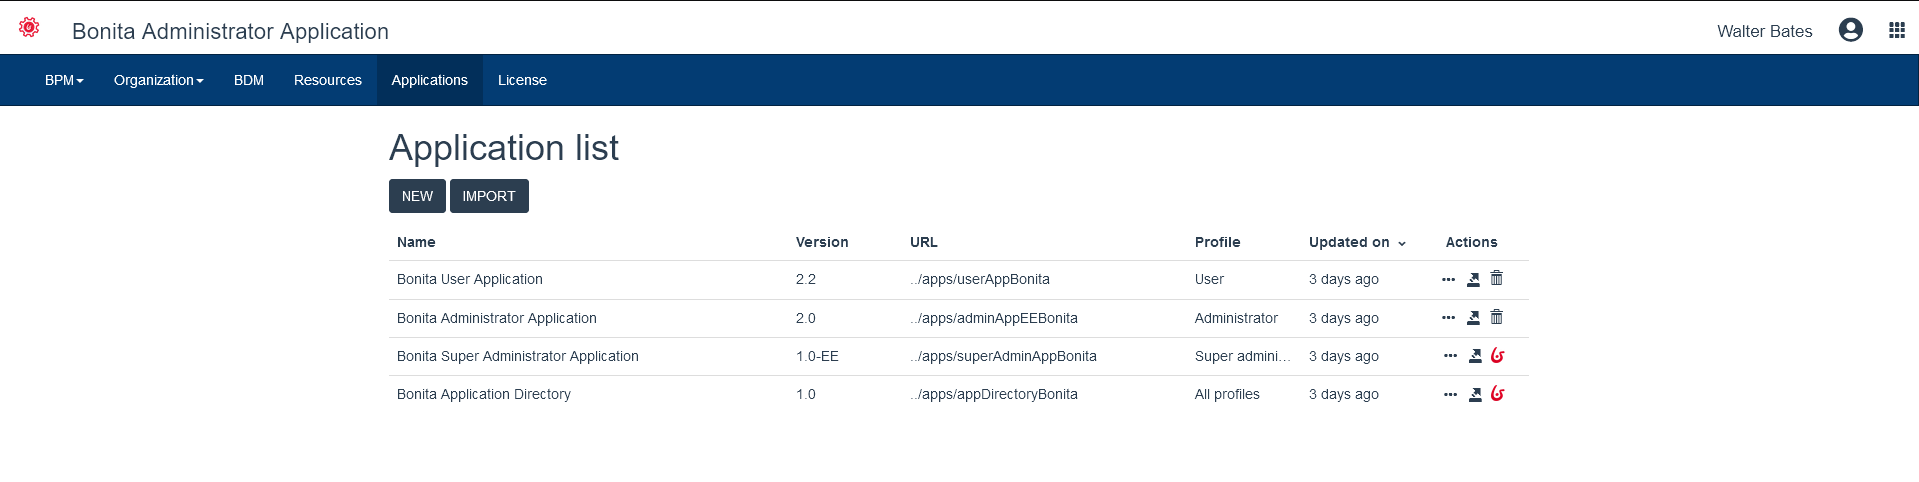 Bonita Administrator Application
Walter Bates
BPM Organization BDM Resources Applications License
Application list
NEW IMPORT
Name Version URL Profile Updated on Actions
Bonita User Application 2.2 ../apps/userAppBonita User 3 days ago
Bonita Administrator Application 2.0 ../apps/adminAppEEBonita Administrator 3 days ago
Bonita Super Administrator Application 1.0-EE ../apps/superAdminAppBonita Super admini... 3 days ago
Bonita Application Directory 1.0 ../apps/appDirectoryBonita All profiles 3 days ago